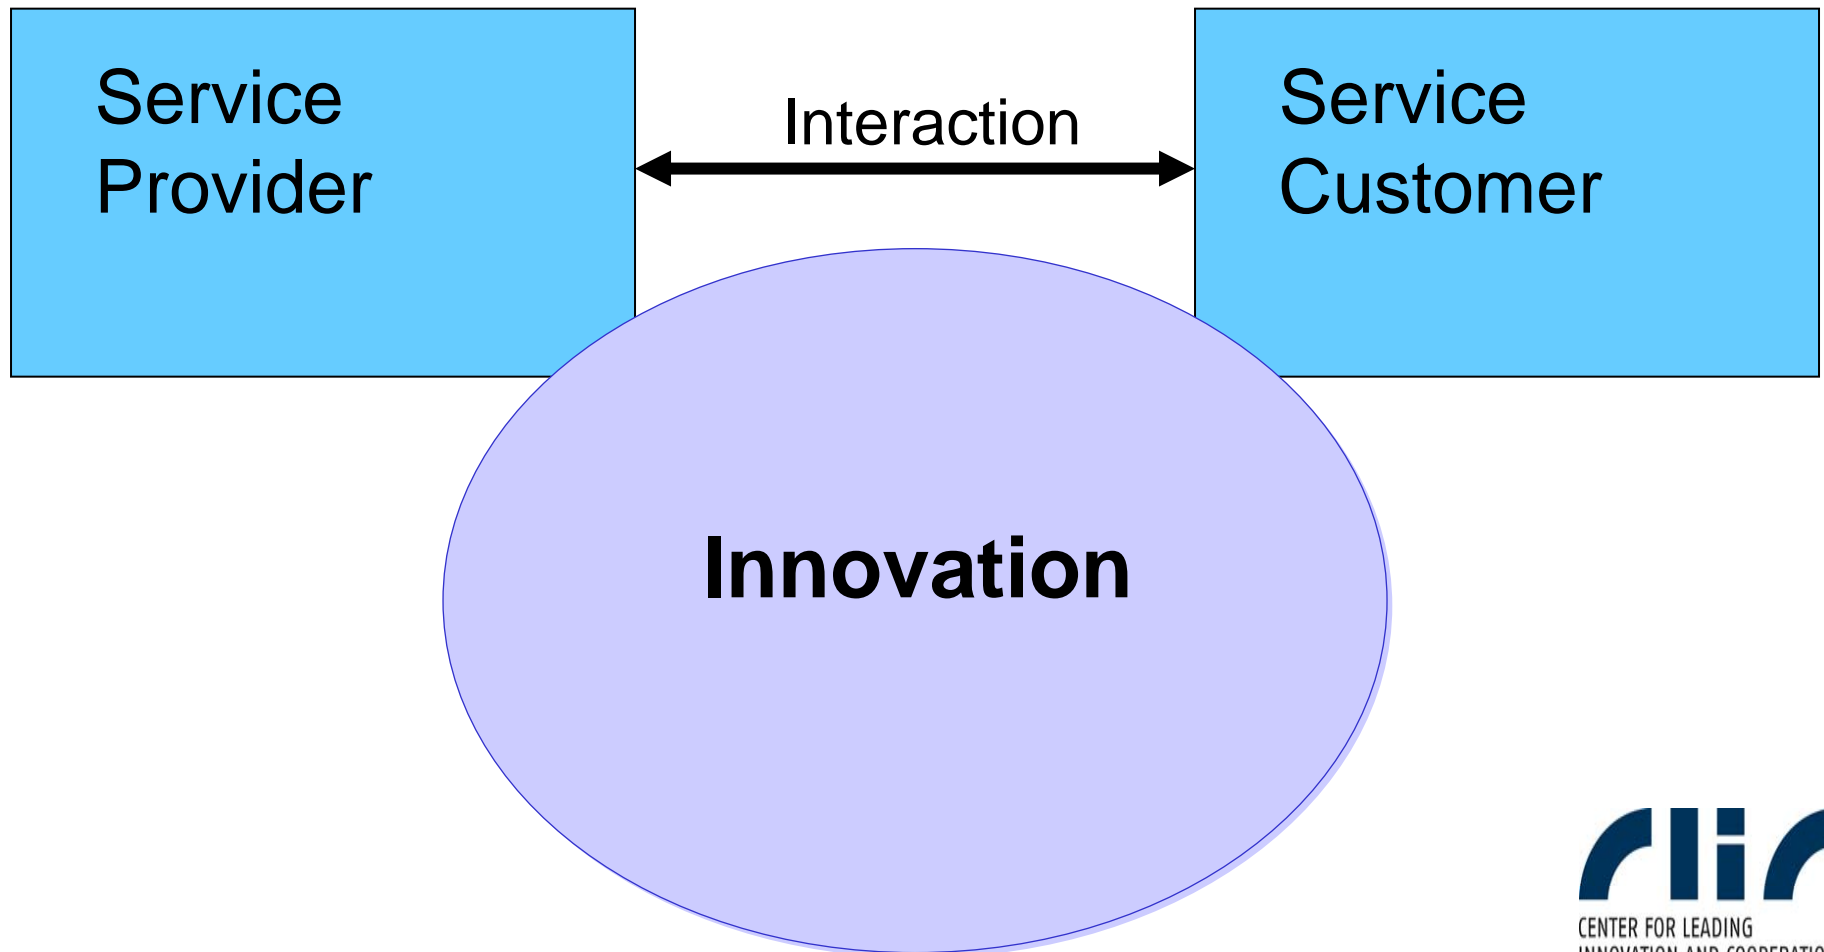 Service
Provider
Interaction
Service
Customer
Innovation
CENTER FOR LEADING